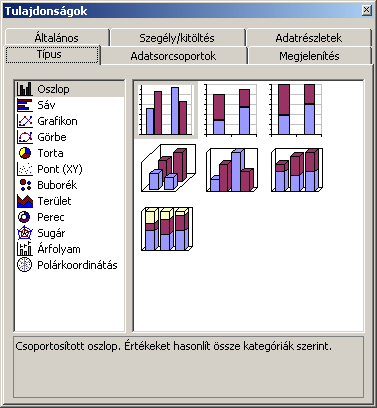 Tulajdonságok
Általános
Szegély/kitöltés
Adatrészletek
Típus
Adatsorcsoportok
Megjelenítés
Oszlop
Sáv
Grafikon
Görbe
Torta
Pont (XY)
Buborék
Terület
Perec
Sugár
Árfolyam
Polárkoordinátás
Csoportosított oszlop. Értékeket hasonlít össze kategóriák szerint.